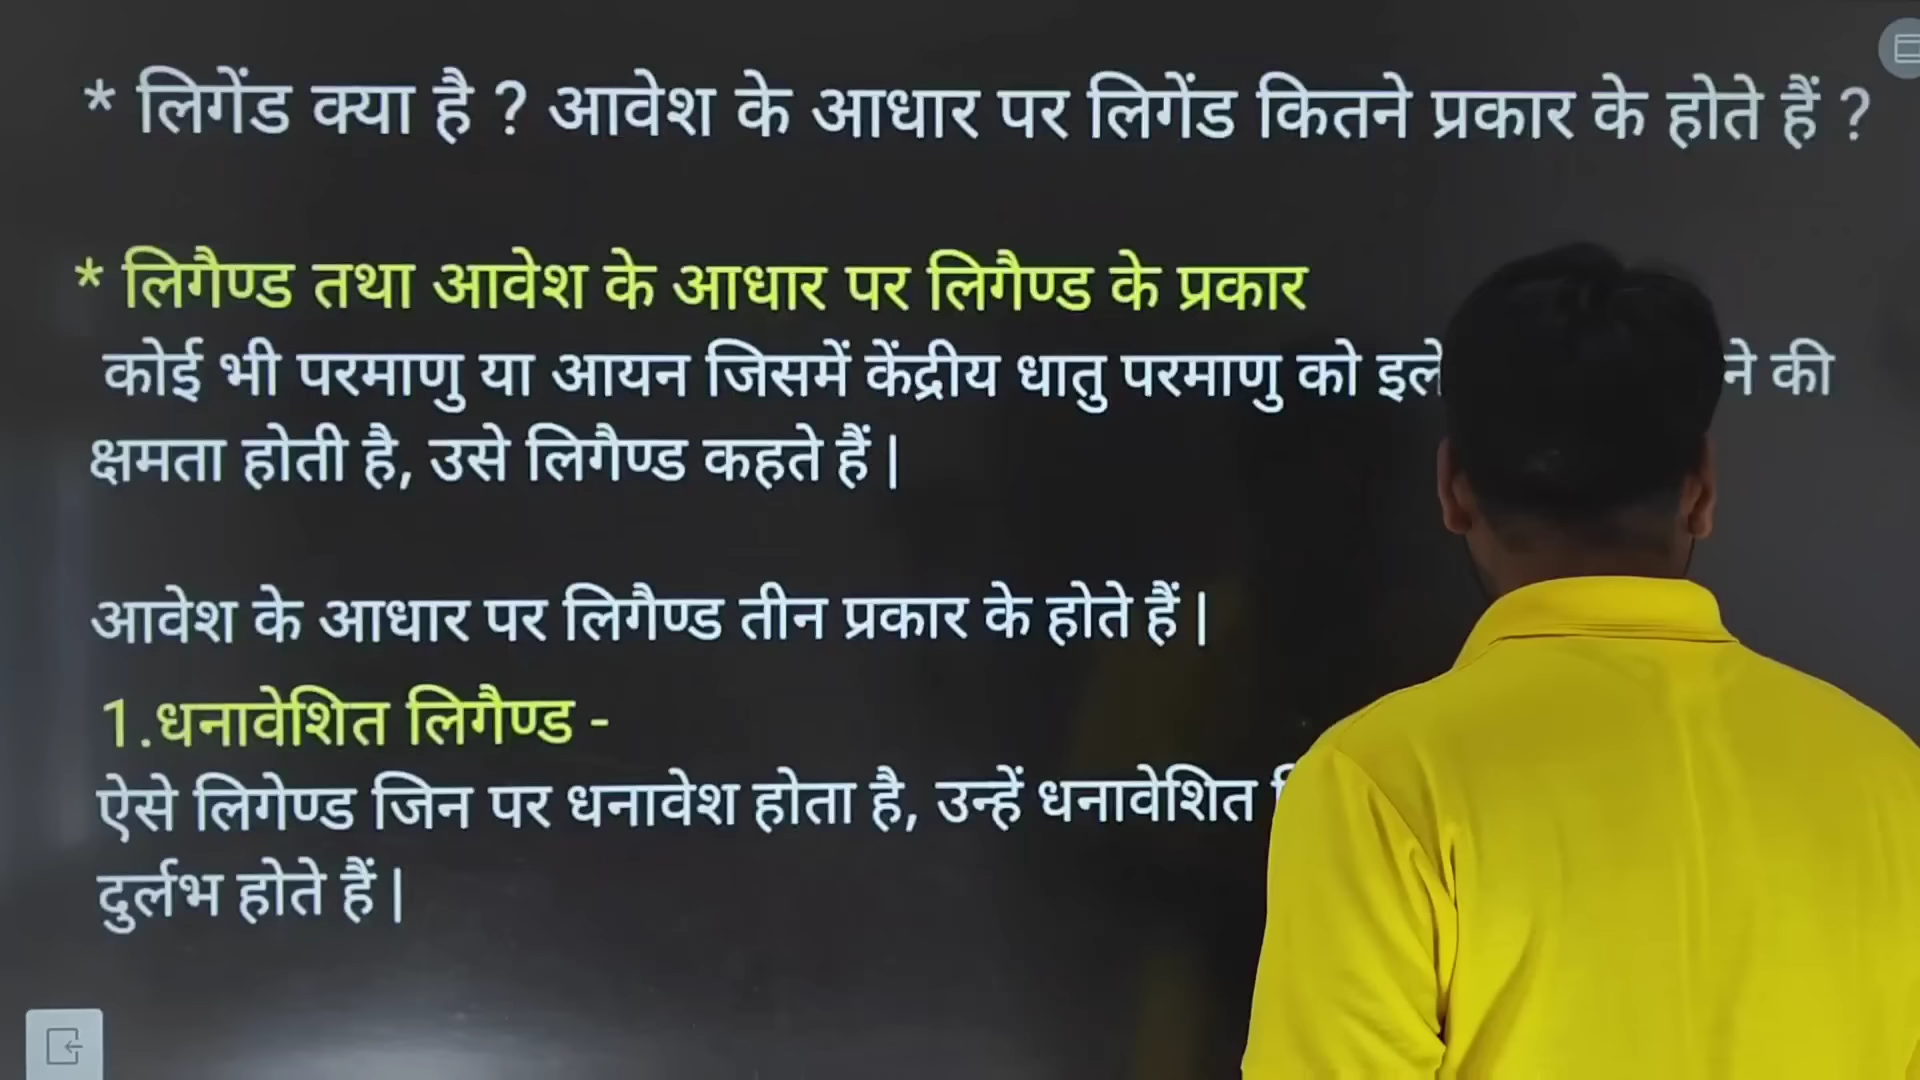 * लिगेंड क्या है ? आवेश के आधार पर लिगेंड कितने प्रकार के होते हैं ?
* लिगैण्ड तथा आवेश के आधार पर लिगैण्ड के प्रकार
कोई भी परमाणु या आयन जिसमें केंद्रीय धातु परमाणु को की
क्षमता होती है, उसे लिगैण्ड कहते हैं |
आवेश के आधार पर लिगैण्ड तीन प्रकार के होते हैं |
1.धनावेशित लिगैण्ड -
ऐसे लिगेण्ड जिन पर धनावेश होता है, उन्हें धनावेशित
दुर्लभ होते हैं |